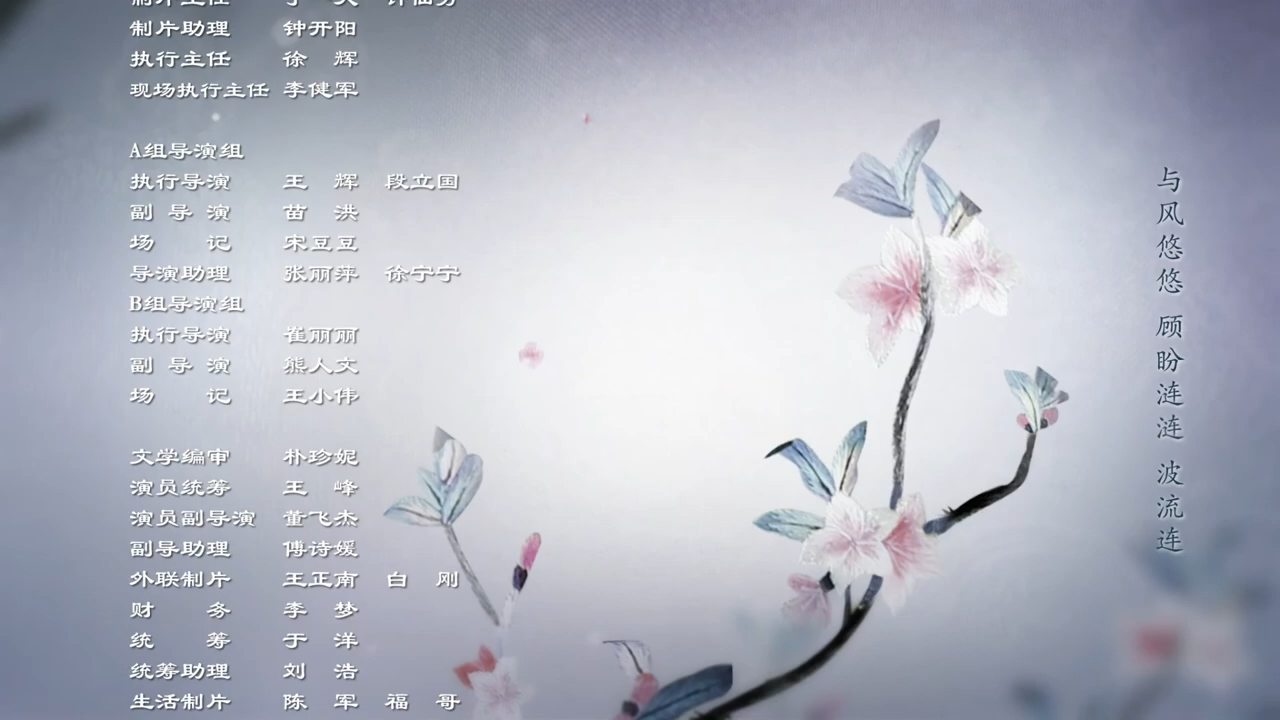 制片助理 钟开阳
执行主任 徐 辉
现场执行主任 李健军
A组导演组
执行导演 王 辉 段立国
副 导 演 苗 洪
场 记 宋豆豆
导演助理 张丽萍 徐宁宁
B组导演组
执行导演 崔丽丽
副 导 演 熊人文
场 记 王小伟
文学编审 朴珍妮
演员统筹 王 峰
演员副导演 董飞杰
副导助理 傅诗媛
外联制片 王正南 白 刚
财 务 李 梦
统 筹 于 洋
统筹助理 刘 浩
生活制片 陈 军 福 哥
与风悠悠 顾盼涟涟 波流连